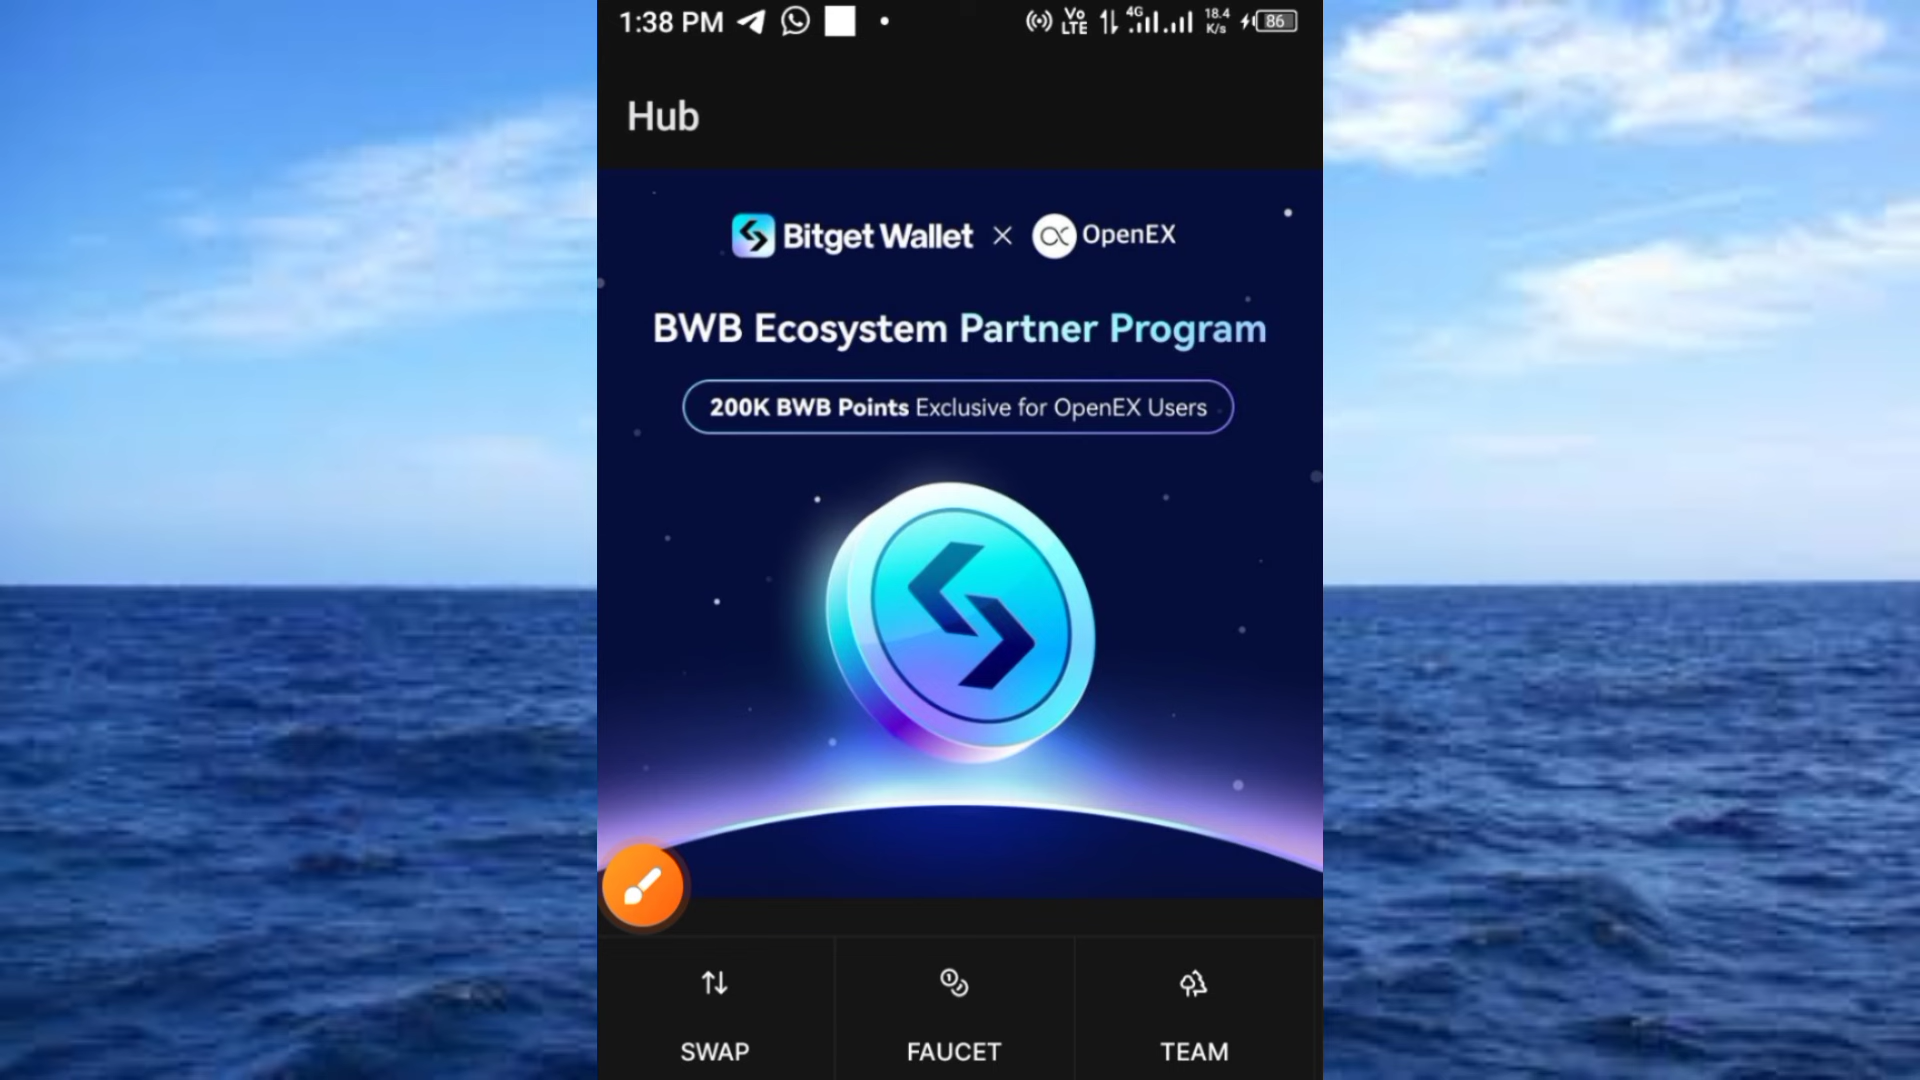 1:38 PM
Vo LTE 4G 18.4 K/s 86
Hub
Bitget Wallet × OpenEX
BWB Ecosystem Partner Program
200K BWB Points Exclusive for OpenEX Users
SWAP FAUCET TEAM